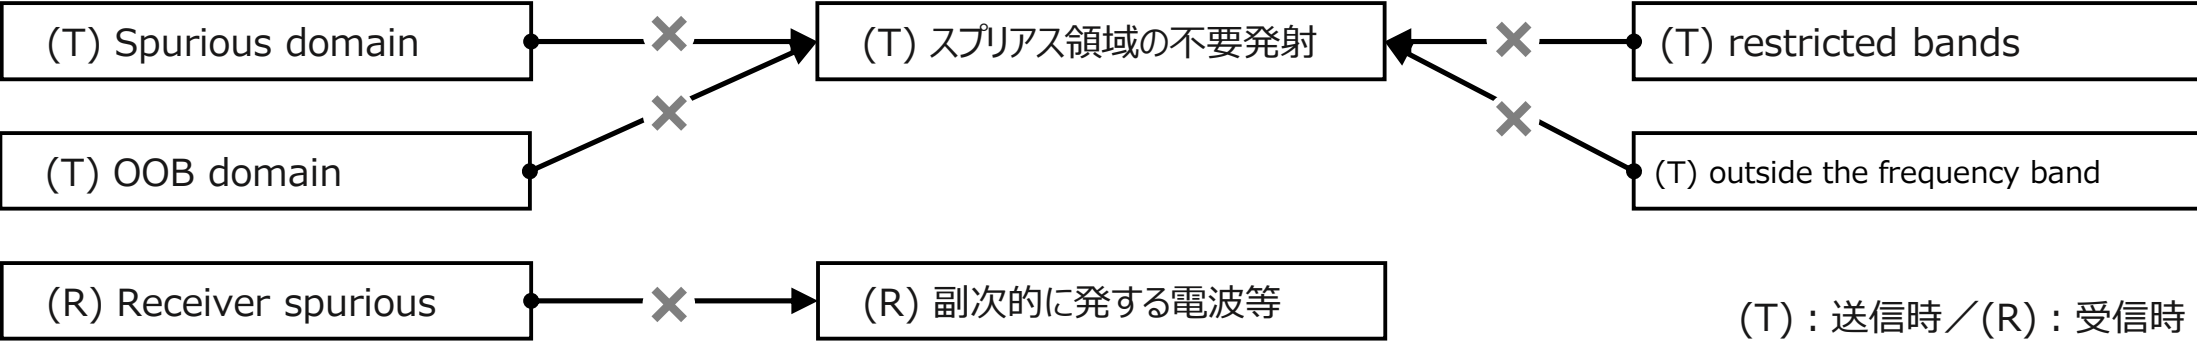 (T) Spurious domain
(T) スプリアス領域の不要発射
(T) restricted bands
(T) OOB domain
(T) outside the frequency band
(R) Receiver spurious
(R) 副次的に発する電波等
(T)：送信時／(R)：受信時